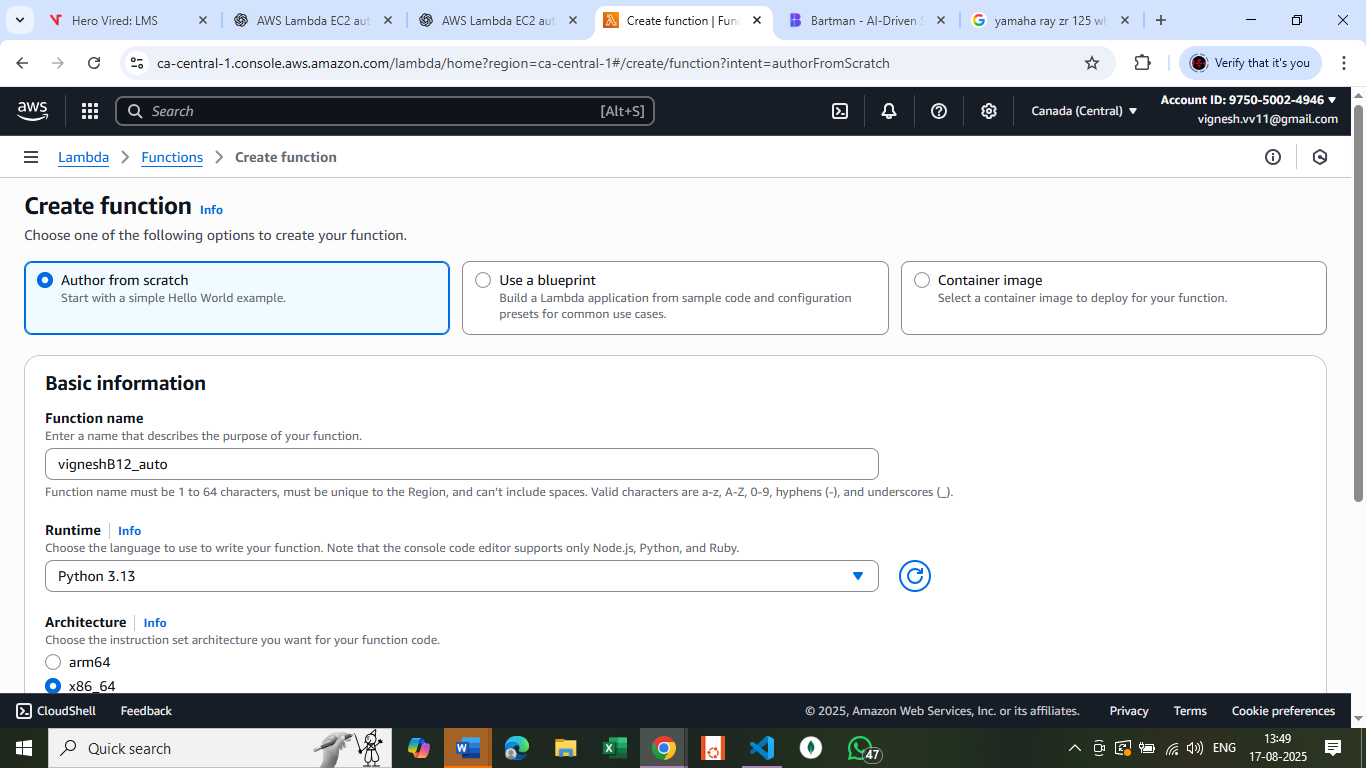 Hero Vired: LMS
AWS Lambda EC2 aut
AWS Lambda EC2 aut
Create function | Fun
Bartman - AI-Driven S
yamaha ray zr 125 wh
ca-central-1.console.aws.amazon.com/lambda/home?region=ca-central-1#/create/function?intent=authorFromScratch
Verify that it's you
aws
Search
[Alt+S]
Canada (Central)
Account ID: 9750-5002-4946
vignesh.vv11@gmail.com
Lambda
Functions
Create function
Create function Info
Choose one of the following options to create your function.
Author from scratch
Start with a simple Hello World example.
Use a blueprint
Build a Lambda application from sample code and configuration
presets for common use cases.
Container image
Select a container image to deploy for your function.
Basic information
Function name
Enter a name that describes the purpose of your function.
vigneshB12_auto
Function name must be 1 to 64 characters, must be unique to the Region, and can't include spaces. Valid characters are a-z, A-Z, 0-9, hyphens (-), and underscores (_).
Runtime Info
Choose the language to use to write your function. Note that the console code editor supports only Node.js, Python, and Ruby.
Python 3.13
Architecture Info
Choose the instruction set architecture you want for your function code.
arm64
x86_64
CloudShell
Feedback
© 2025, Amazon Web Services, Inc. or its affiliates.
Privacy
Terms
Cookie preferences
Quick search
47
ENG
13:49
17-08-2025